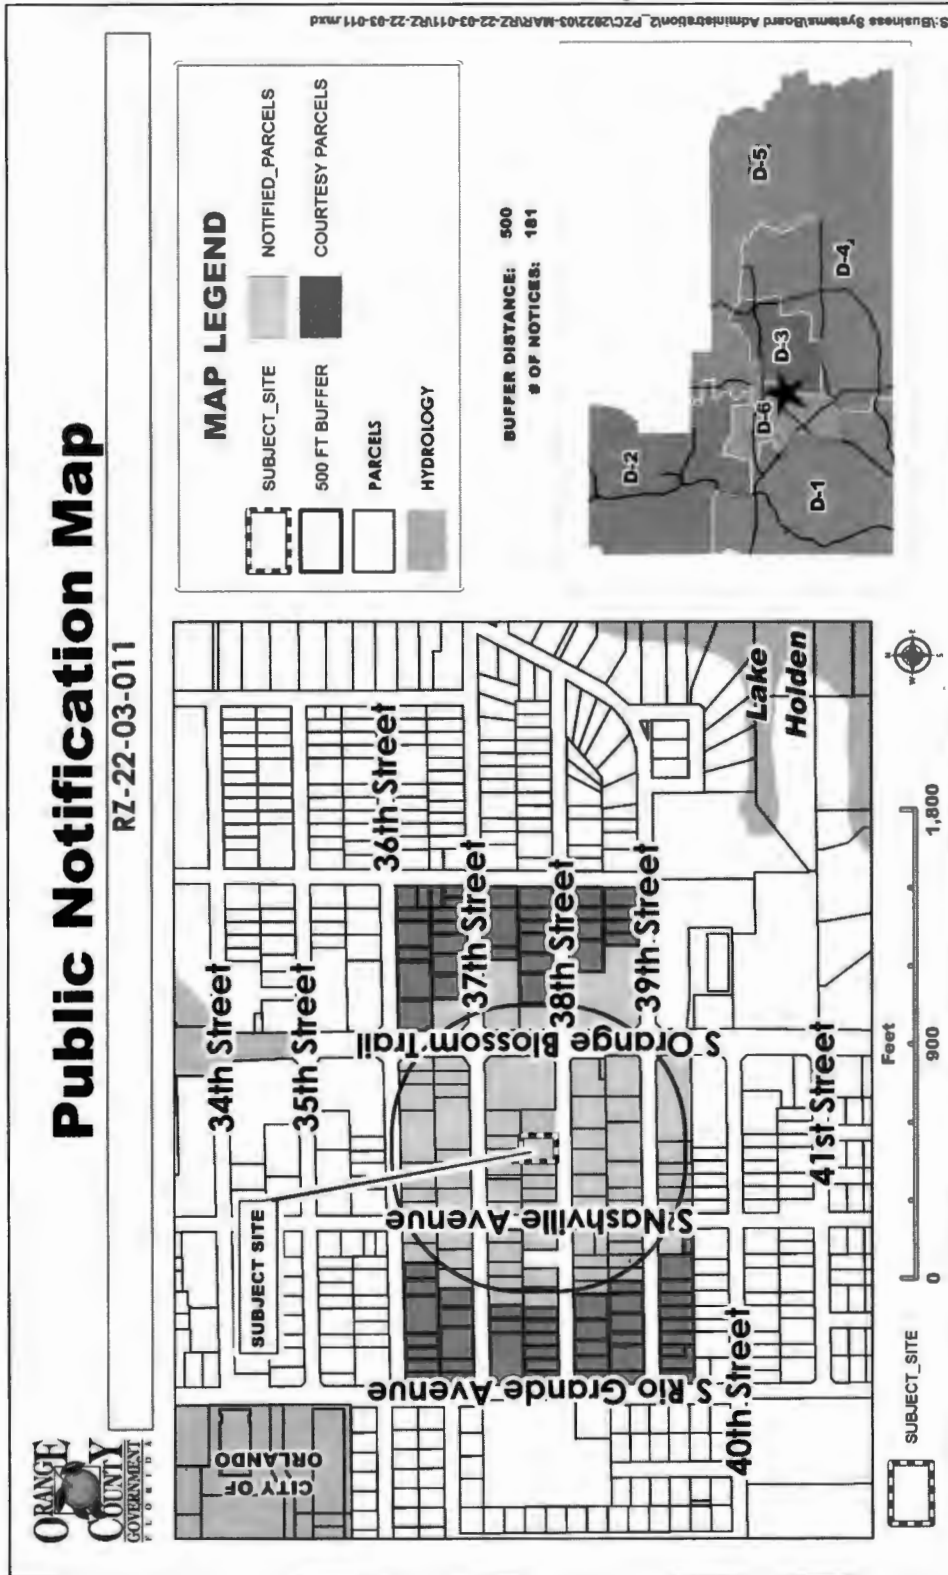 Public Notification Map
RZ-22-03-011
ORANGE
COUNTY
GOVERNMENT
FLORIDA
MAP LEGEND
SUBJECT_SITE
NOTIFIED_PARCELS
500 FT BUFFER
COURTESY PARCELS
PARCELS
HYDROLOGY
BUFFER DISTANCE: 500
# OF NOTICES: 181
D-2
D-5
D-6
D-3
D-4
D-1
CITY OF
ORLANDO
SUBJECT SITE
34th Street
35th Street
36th Street
37th Street
38th Street
39th Street
40th Street
41st Street
S Rio Grande Avenue
S Nashville Avenue
S Orange Blossom Trail
Lake
Holden
N
W
E
S
SUBJECT_SITE
Feet
0
900
1,800
S:\Business Systems\Board Administration\2_PZC\2022\03-MAR\RZ-22-03-011\RZ-22-03-011.mxd